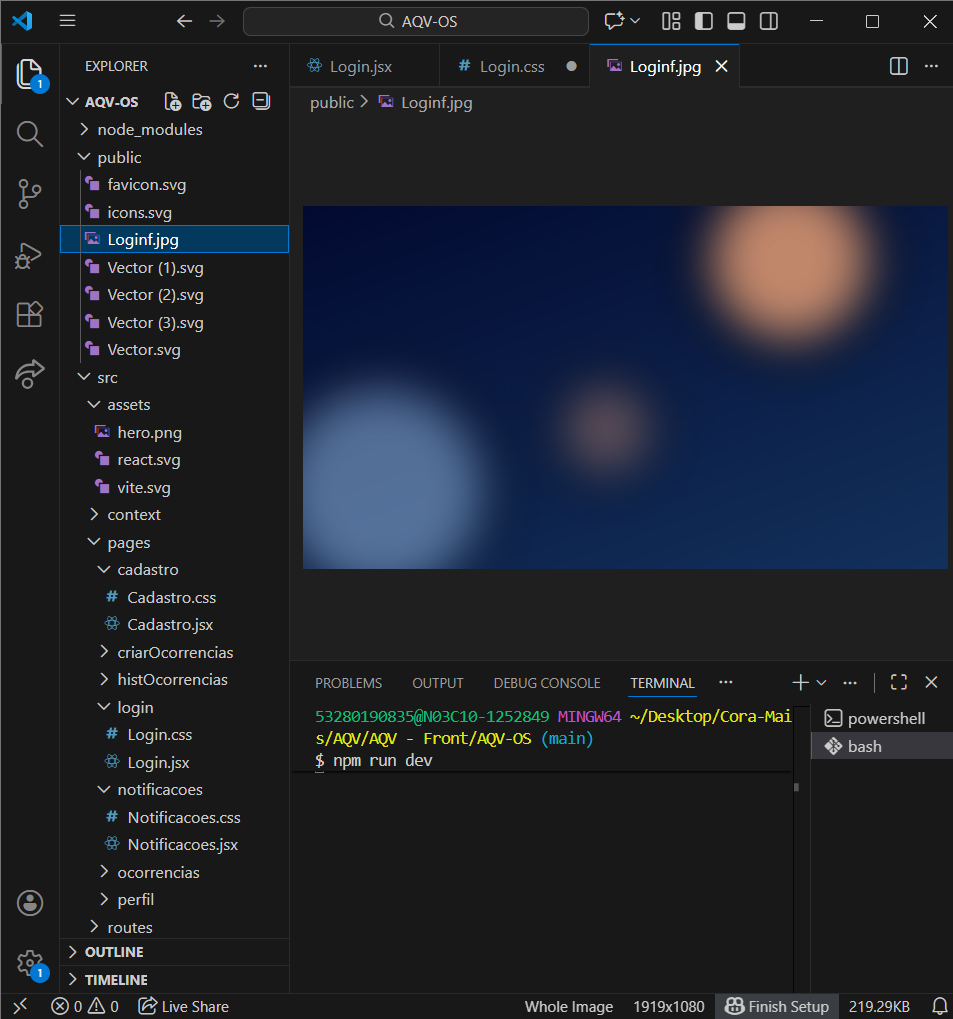 AQV-OS
1
EXPLORER
AQV-OS
node_modules
public
favicon.svg
icons.svg
Loginf.jpg
Vector (1).svg
Vector (2).svg
Vector (3).svg
Vector.svg
src
assets
hero.png
react.svg
vite.svg
context
pages
cadastro
Cadastro.css
Cadastro.jsx
criarOcorrencias
histOcorrencias
login
Login.css
Login.jsx
notificacoes
Notificacoes.css
Notificacoes.jsx
ocorrencias
perfil
routes
OUTLINE
TIMELINE
1
Login.jsx
Login.css
Loginf.jpg
public > Loginf.jpg
PROBLEMS OUTPUT DEBUG CONSOLE TERMINAL
53280190835@N03C10-1252849 MINGW64 ~/Desktop/Cora-Mai
s/AQV/AQV - Front/AQV-OS (main)
$ npm run dev
powershell
bash
0 0 Live Share Whole Image 1919x1080 Finish Setup 219.29KB